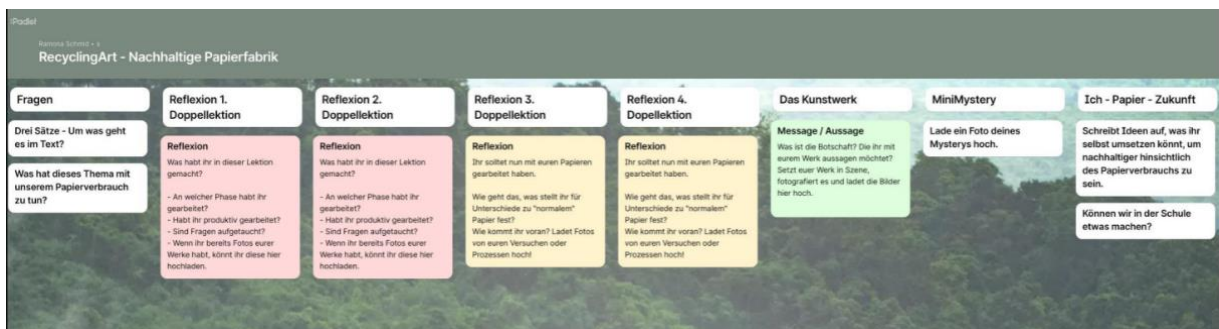 :Padlet
Ramona Schmid + 4
RecyclingArt - Nachhaltige Papierfabrik
Fragen
Drei Sätze - Um was geht
es im Text?
Was hat dieses Thema mit
unserem Papierverbrauch
zu tun?
Reflexion 1.
Doppellektion
Reflexion
Was habt ihr in dieser Lektion
gemacht?
- An welcher Phase habt ihr
gearbeitet?
- Habt ihr produktiv gearbeitet?
- Sind Fragen aufgetaucht?
- Wenn ihr bereits Fotos eurer
Werke habt, könnt ihr diese hier
hochladen.
Reflexion 2.
Doppellektion
Reflexion
Was habt ihr in dieser Lektion
gemacht?
- An welcher Phase habt ihr
gearbeitet?
- Habt ihr produktiv gearbeitet?
- Sind Fragen aufgetaucht?
- Wenn ihr bereits Fotos eurer
Werke habt, könnt ihr diese hier
hochladen.
Reflexion 3.
Doppellektion
Reflexion
Ihr solltet nun mit euren Papieren
gearbeitet haben.
Wie geht das, was stellt ihr für
Unterschiede zu "normalem"
Papier fest?
Wie kommt ihr voran? Ladet Fotos
von euren Versuchen oder
Prozessen hoch!
Reflexion 4.
Dopellektion
Reflexion
Ihr solltet nun mit euren Papieren
gearbeitet haben.
Wie geht das, was stellt ihr für
Unterschiede zu "normalem"
Papier fest?
Wie kommt ihr voran? Ladet Fotos
von euren Versuchen oder
Prozessen hoch!
Das Kunstwerk
Message / Aussage
Was ist die Botschaft? Die ihr mit
eurem Werk aussagen möchtet?
Setzt euer Werk in Szene,
fotografiert es und ladet die Bilder
hier hoch.
MiniMystery
Lade ein Foto deines
Mysterys hoch.
Ich - Papier - Zukunft
Schreibt Ideen auf, was ihr
selbst umsetzen könnt, um
nachhaltiger hinsichtlich
des Papierverbrauchs zu
sein.
Können wir in der Schule
etwas machen?